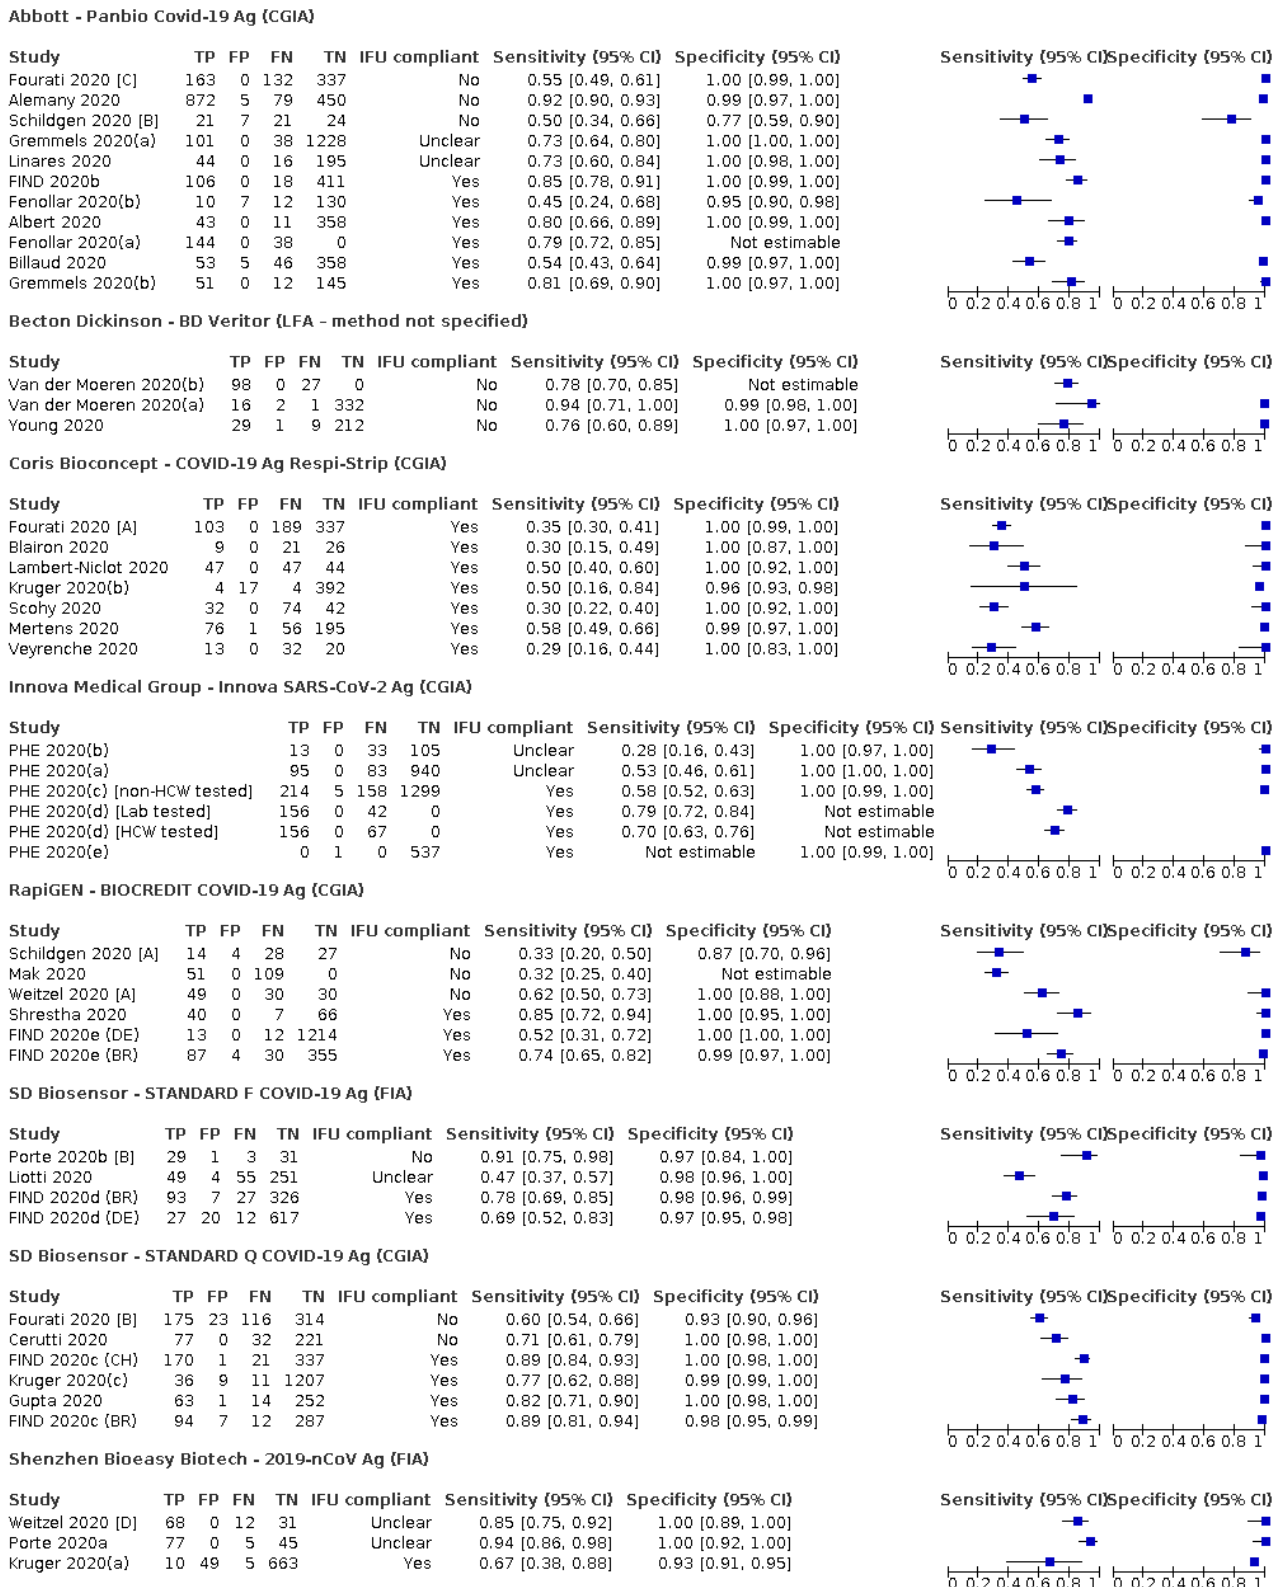 Abbott - Panbio Covid-19 Ag (CGIA)
Study TP FP FN TN IFU compliant Sensitivity (95% CI) Specificity (95% CI) Sensitivity (95% CI) Specificity (95% CI)
Fourati 2020 [C] 163 0 132 337 No 0.55 [0.49, 0.61] 1.00 [0.99, 1.00]
Alemany 2020 872 5 79 450 No 0.92 [0.90, 0.93] 0.99 [0.97, 1.00]
Schildgen 2020 [B] 21 7 21 24 No 0.50 [0.34, 0.66] 0.77 [0.59, 0.90]
Gremmels 2020(a) 101 0 38 1228 Unclear 0.73 [0.64, 0.80] 1.00 [1.00, 1.00]
Linares 2020 44 0 16 195 Unclear 0.73 [0.60, 0.84] 1.00 [0.98, 1.00]
FIND 2020b 106 0 18 411 Yes 0.85 [0.78, 0.91] 1.00 [0.99, 1.00]
Fenollar 2020(b) 10 7 12 130 Yes 0.45 [0.24, 0.68] 0.95 [0.90, 0.98]
Albert 2020 43 0 11 358 Yes 0.80 [0.66, 0.89] 1.00 [0.99, 1.00]
Fenollar 2020(a) 144 0 38 0 Yes 0.79 [0.72, 0.85] Not estimable
Billaud 2020 53 5 46 358 Yes 0.54 [0.43, 0.64] 0.99 [0.97, 1.00]
Gremmels 2020(b) 51 0 12 145 Yes 0.81 [0.69, 0.90] 1.00 [0.97, 1.00]
0 0.2 0.4 0.6 0.8 1 0 0.2 0.4 0.6 0.8 1
Becton Dickinson - BD Veritor (LFA – method not specified)
Study TP FP FN TN IFU compliant Sensitivity (95% CI) Specificity (95% CI) Sensitivity (95% CI) Specificity (95% CI)
Van der Moeren 2020(b) 98 0 27 0 No 0.78 [0.70, 0.85] Not estimable
Van der Moeren 2020(a) 16 2 1 332 No 0.94 [0.71, 1.00] 0.99 [0.98, 1.00]
Young 2020 29 1 9 212 No 0.76 [0.60, 0.89] 1.00 [0.97, 1.00]
0 0.2 0.4 0.6 0.8 1 0 0.2 0.4 0.6 0.8 1
Coris Bioconcept - COVID-19 Ag Respi-Strip (CGIA)
Study TP FP FN TN IFU compliant Sensitivity (95% CI) Specificity (95% CI) Sensitivity (95% CI) Specificity (95% CI)
Fourati 2020 [A] 103 0 189 337 Yes 0.35 [0.30, 0.41] 1.00 [0.99, 1.00]
Blairon 2020 9 0 21 26 Yes 0.30 [0.15, 0.49] 1.00 [0.87, 1.00]
Lambert-Niclot 2020 47 0 47 44 Yes 0.50 [0.40, 0.60] 1.00 [0.92, 1.00]
Kruger 2020(b) 4 17 4 392 Yes 0.50 [0.16, 0.84] 0.96 [0.93, 0.98]
Scohy 2020 32 0 74 42 Yes 0.30 [0.22, 0.40] 1.00 [0.92, 1.00]
Mertens 2020 76 1 56 195 Yes 0.58 [0.49, 0.66] 0.99 [0.97, 1.00]
Veyrenche 2020 13 0 32 20 Yes 0.29 [0.16, 0.44] 1.00 [0.83, 1.00]
0 0.2 0.4 0.6 0.8 1 0 0.2 0.4 0.6 0.8 1
Innova Medical Group - Innova SARS-CoV-2 Ag (CGIA)
Study TP FP FN TN IFU compliant Sensitivity (95% CI) Specificity (95% CI) Sensitivity (95% CI) Specificity (95% CI)
PHE 2020(b) 13 0 33 105 Unclear 0.28 [0.16, 0.43] 1.00 [0.97, 1.00]
PHE 2020(a) 95 0 83 940 Unclear 0.53 [0.46, 0.61] 1.00 [1.00, 1.00]
PHE 2020(c) [non-HCW tested] 214 5 158 1299 Yes 0.58 [0.52, 0.63] 1.00 [0.99, 1.00]
PHE 2020(d) [Lab tested] 156 0 42 0 Yes 0.79 [0.72, 0.84] Not estimable
PHE 2020(d) [HCW tested] 156 0 67 0 Yes 0.70 [0.63, 0.76] Not estimable
PHE 2020(e) 0 1 0 537 Yes Not estimable 1.00 [0.99, 1.00]
0 0.2 0.4 0.6 0.8 1 0 0.2 0.4 0.6 0.8 1
RapiGEN - BIOCREDIT COVID-19 Ag (CGIA)
Study TP FP FN TN IFU compliant Sensitivity (95% CI) Specificity (95% CI) Sensitivity (95% CI) Specificity (95% CI)
Schildgen 2020 [A] 14 4 28 27 No 0.33 [0.20, 0.50] 0.87 [0.70, 0.96]
Mak 2020 51 0 109 0 No 0.32 [0.25, 0.40] Not estimable
Weitzel 2020 [A] 49 0 30 30 No 0.62 [0.50, 0.73] 1.00 [0.88, 1.00]
Shrestha 2020 40 0 7 66 Yes 0.85 [0.72, 0.94] 1.00 [0.95, 1.00]
FIND 2020e (DE) 13 0 12 1214 Yes 0.52 [0.31, 0.72] 1.00 [1.00, 1.00]
FIND 2020e (BR) 87 4 30 355 Yes 0.74 [0.65, 0.82] 0.99 [0.97, 1.00]
0 0.2 0.4 0.6 0.8 1 0 0.2 0.4 0.6 0.8 1
SD Biosensor - STANDARD F COVID-19 Ag (FIA)
Study TP FP FN TN IFU compliant Sensitivity (95% CI) Specificity (95% CI) Sensitivity (95% CI) Specificity (95% CI)
Porte 2020b [B] 29 1 3 31 No 0.91 [0.75, 0.98] 0.97 [0.84, 1.00]
Liotti 2020 49 4 55 251 Unclear 0.47 [0.37, 0.57] 0.98 [0.96, 1.00]
FIND 2020d (BR) 93 7 27 326 Yes 0.78 [0.69, 0.85] 0.98 [0.96, 0.99]
FIND 2020d (DE) 27 20 12 617 Yes 0.69 [0.52, 0.83] 0.97 [0.95, 0.98]
0 0.2 0.4 0.6 0.8 1 0 0.2 0.4 0.6 0.8 1
SD Biosensor - STANDARD Q COVID-19 Ag (CGIA)
Study TP FP FN TN IFU compliant Sensitivity (95% CI) Specificity (95% CI) Sensitivity (95% CI) Specificity (95% CI)
Fourati 2020 [B] 175 23 116 314 No 0.60 [0.54, 0.66] 0.93 [0.90, 0.96]
Cerutti 2020 77 0 32 221 No 0.71 [0.61, 0.79] 1.00 [0.98, 1.00]
FIND 2020c (CH) 170 1 21 337 Yes 0.89 [0.84, 0.93] 1.00 [0.98, 1.00]
Kruger 2020(c) 36 9 11 1207 Yes 0.77 [0.62, 0.88] 0.99 [0.99, 1.00]
Gupta 2020 63 1 14 252 Yes 0.82 [0.71, 0.90] 1.00 [0.98, 1.00]
FIND 2020c (BR) 94 7 12 287 Yes 0.89 [0.81, 0.94] 0.98 [0.95, 0.99]
0 0.2 0.4 0.6 0.8 1 0 0.2 0.4 0.6 0.8 1
Shenzhen Bioeasy Biotech - 2019-nCoV Ag (FIA)
Study TP FP FN TN IFU compliant Sensitivity (95% CI) Specificity (95% CI) Sensitivity (95% CI) Specificity (95% CI)
Weitzel 2020 [D] 68 0 12 31 Unclear 0.85 [0.75, 0.92] 1.00 [0.89, 1.00]
Porte 2020a 77 0 5 45 Unclear 0.94 [0.86, 0.98] 1.00 [0.92, 1.00]
Kruger 2020(a) 10 49 5 663 Yes 0.67 [0.38, 0.88] 0.93 [0.91, 0.95]
0 0.2 0.4 0.6 0.8 1 0 0.2 0.4 0.6 0.8 1